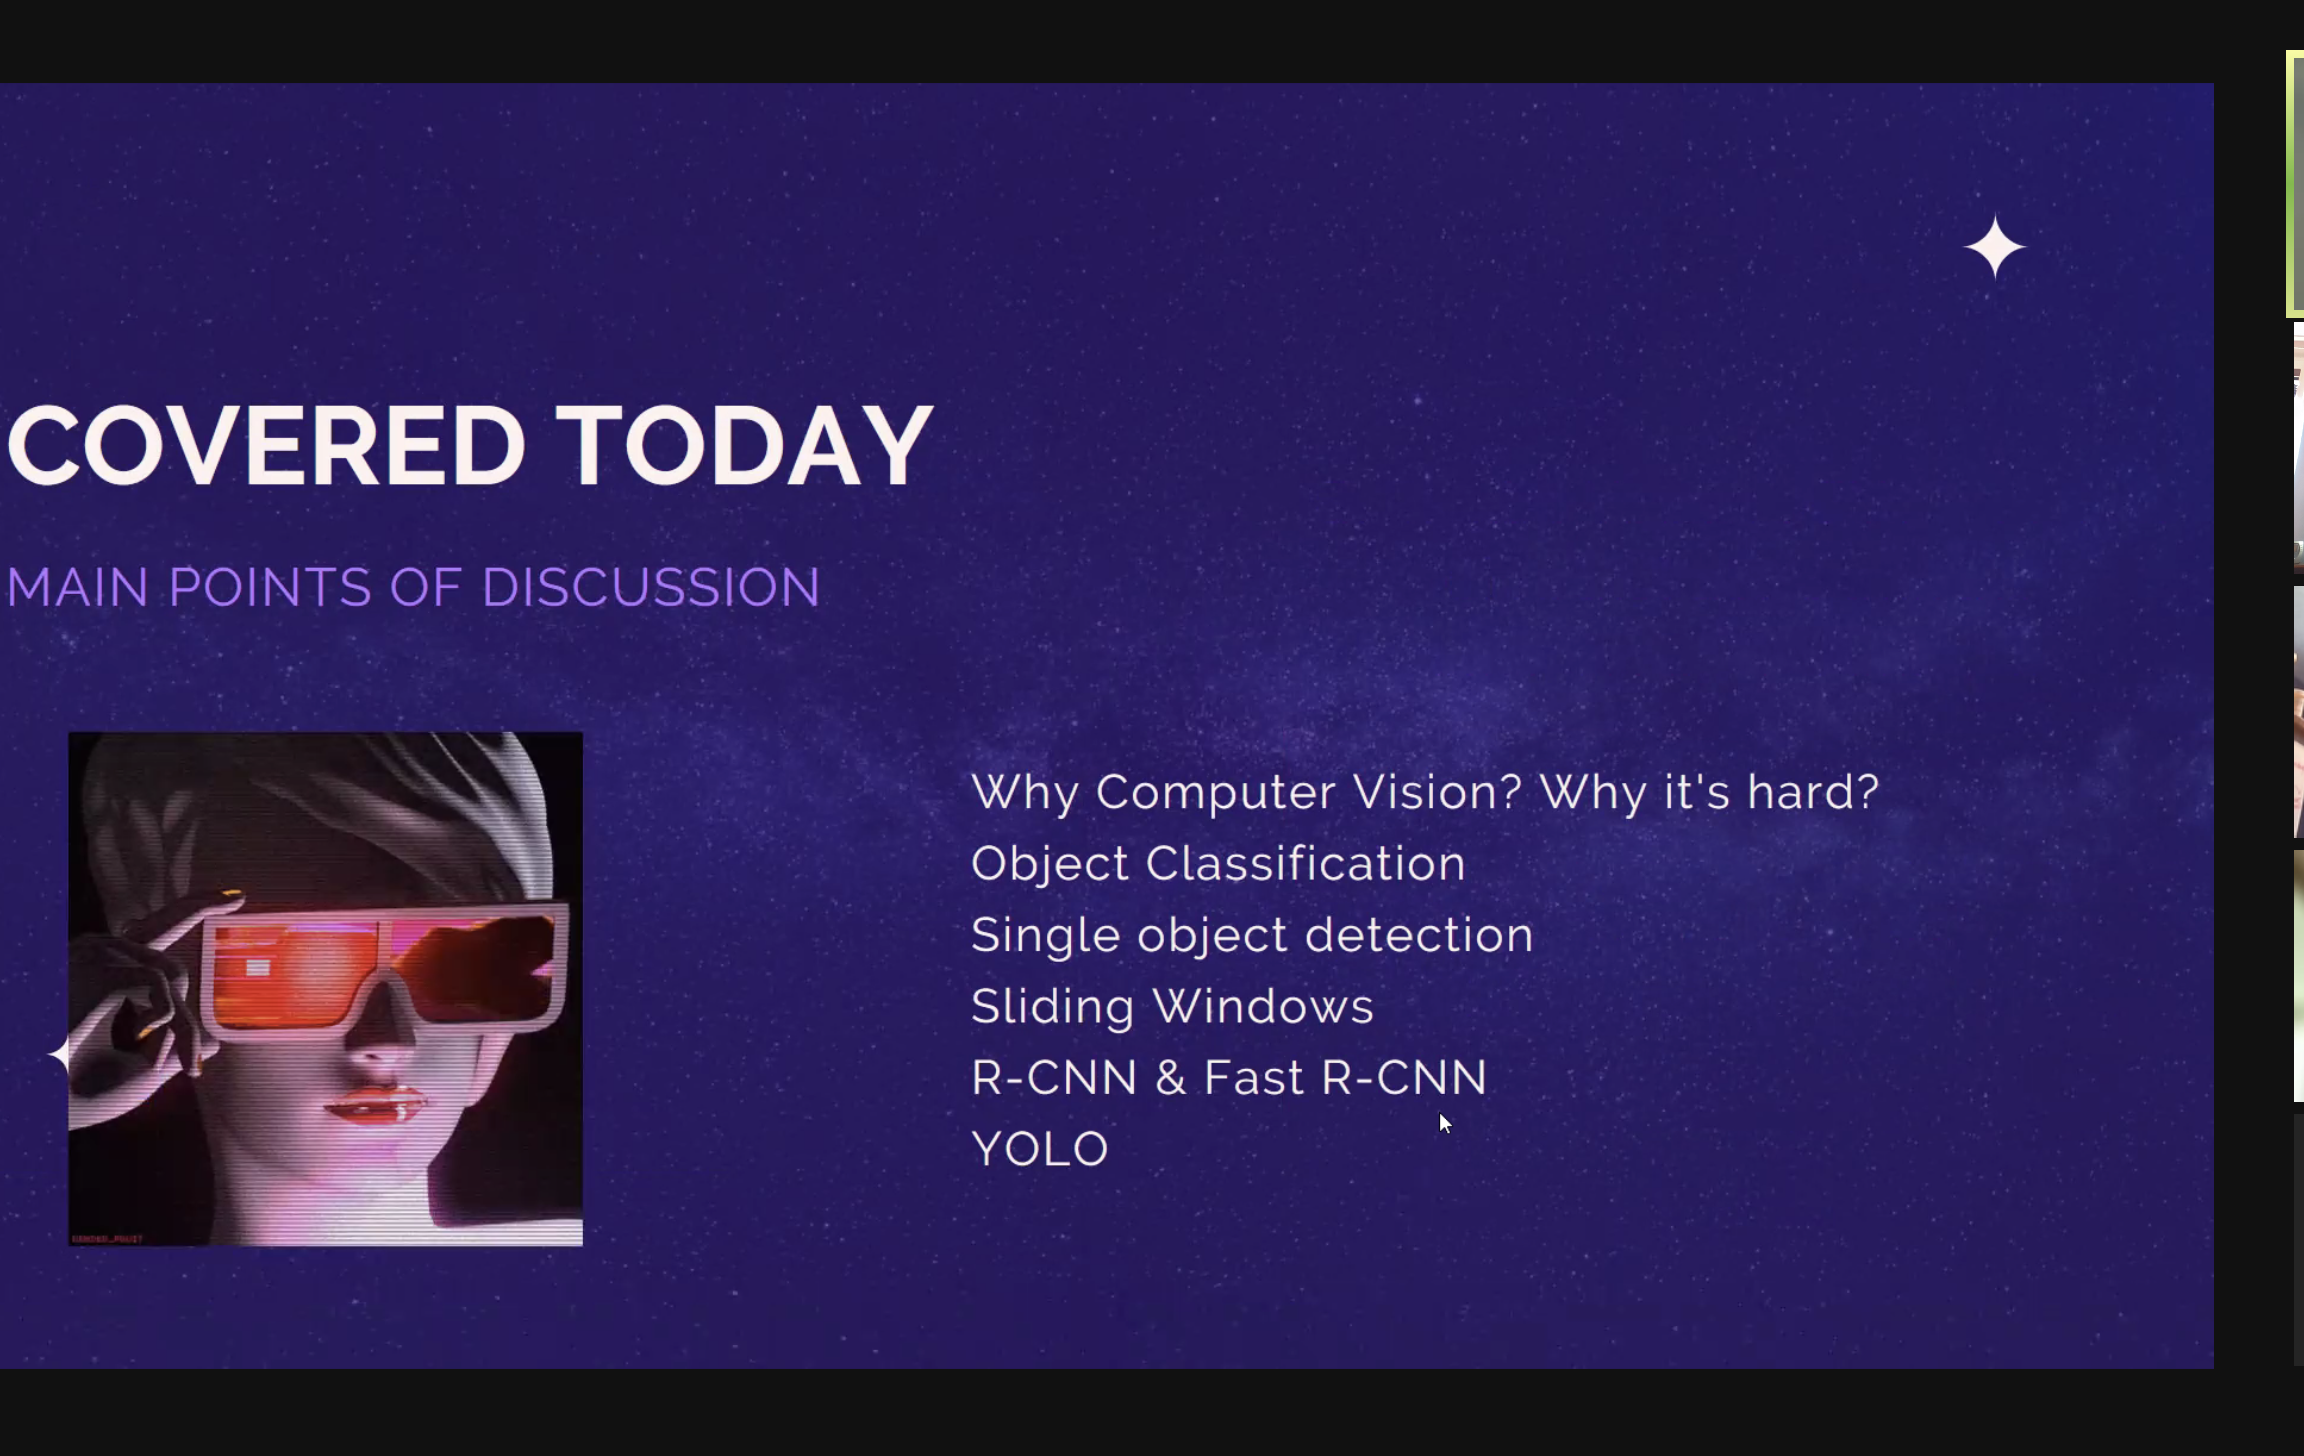 COVERED TODAY
MAIN POINTS OF DISCUSSION
Why Computer Vision? Why it's hard?
Object Classification
Single object detection
Sliding Windows
R-CNN & Fast R-CNN
YOLO